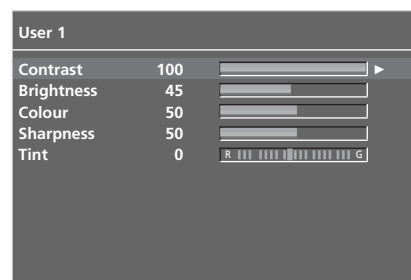 User 1
Contrast 100
Brightness 45
Colour 50
Sharpness 50
Tint 0 R G